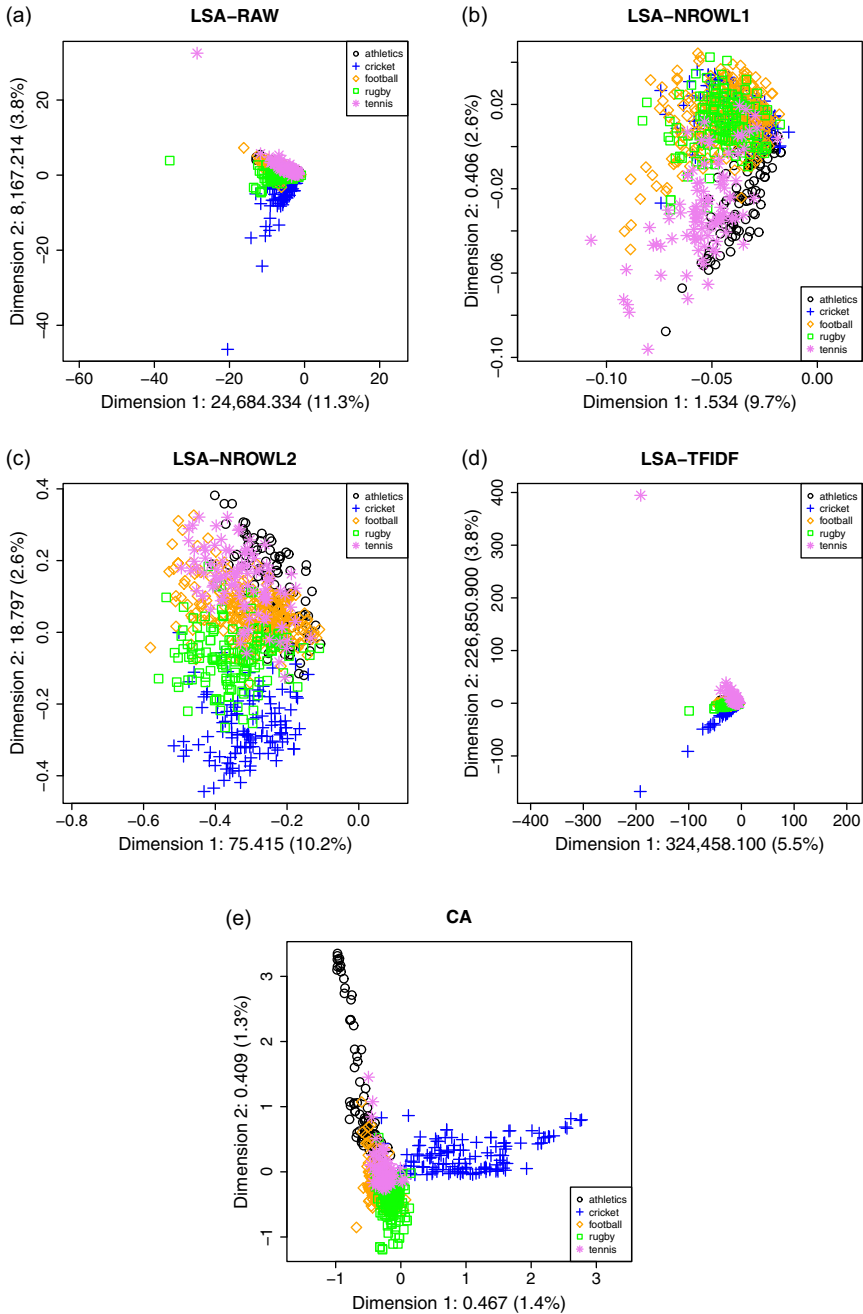 (a)
LSA−RAW
Dimension 2: 8,167.214 (3.8%)
20
0
20
−40
−60
−40
−20
0
20
Dimension 1: 24,684.334 (11.3%)
athletics
cricket
football
rugby
tennis
(b)
LSA−NROWL1
Dimension 2: 0.406 (2.6%)
0.02
−0.02
−0.06
−0.10
−0.10
−0.05
0.00
Dimension 1: 1.534 (9.7%)
athletics
cricket
football
rugby
tennis
(c)
LSA−NROWL2
Dimension 2: 18.797 (2.6%)
0.4
0.2
0.0
−0.2
−0.4
−0.8
−0.6
−0.4
−0.2
0.0
Dimension 1: 75.415 (10.2%)
athletics
cricket
football
rugby
tennis
(d)
LSA−TFIDF
Dimension 2: 226,850.900 (3.8%)
400
300
200
100
0
−100
−400
−300
−200
−100
0
100
200
Dimension 1: 324,458.100 (5.5%)
athletics
cricket
football
rugby
tennis
(e)
CA
Dimension 2: 0.409 (1.3%)
3
2
1
0
−1
−1
0
1
2
3
Dimension 1: 0.467 (1.4%)
athletics
cricket
football
rugby
tennis